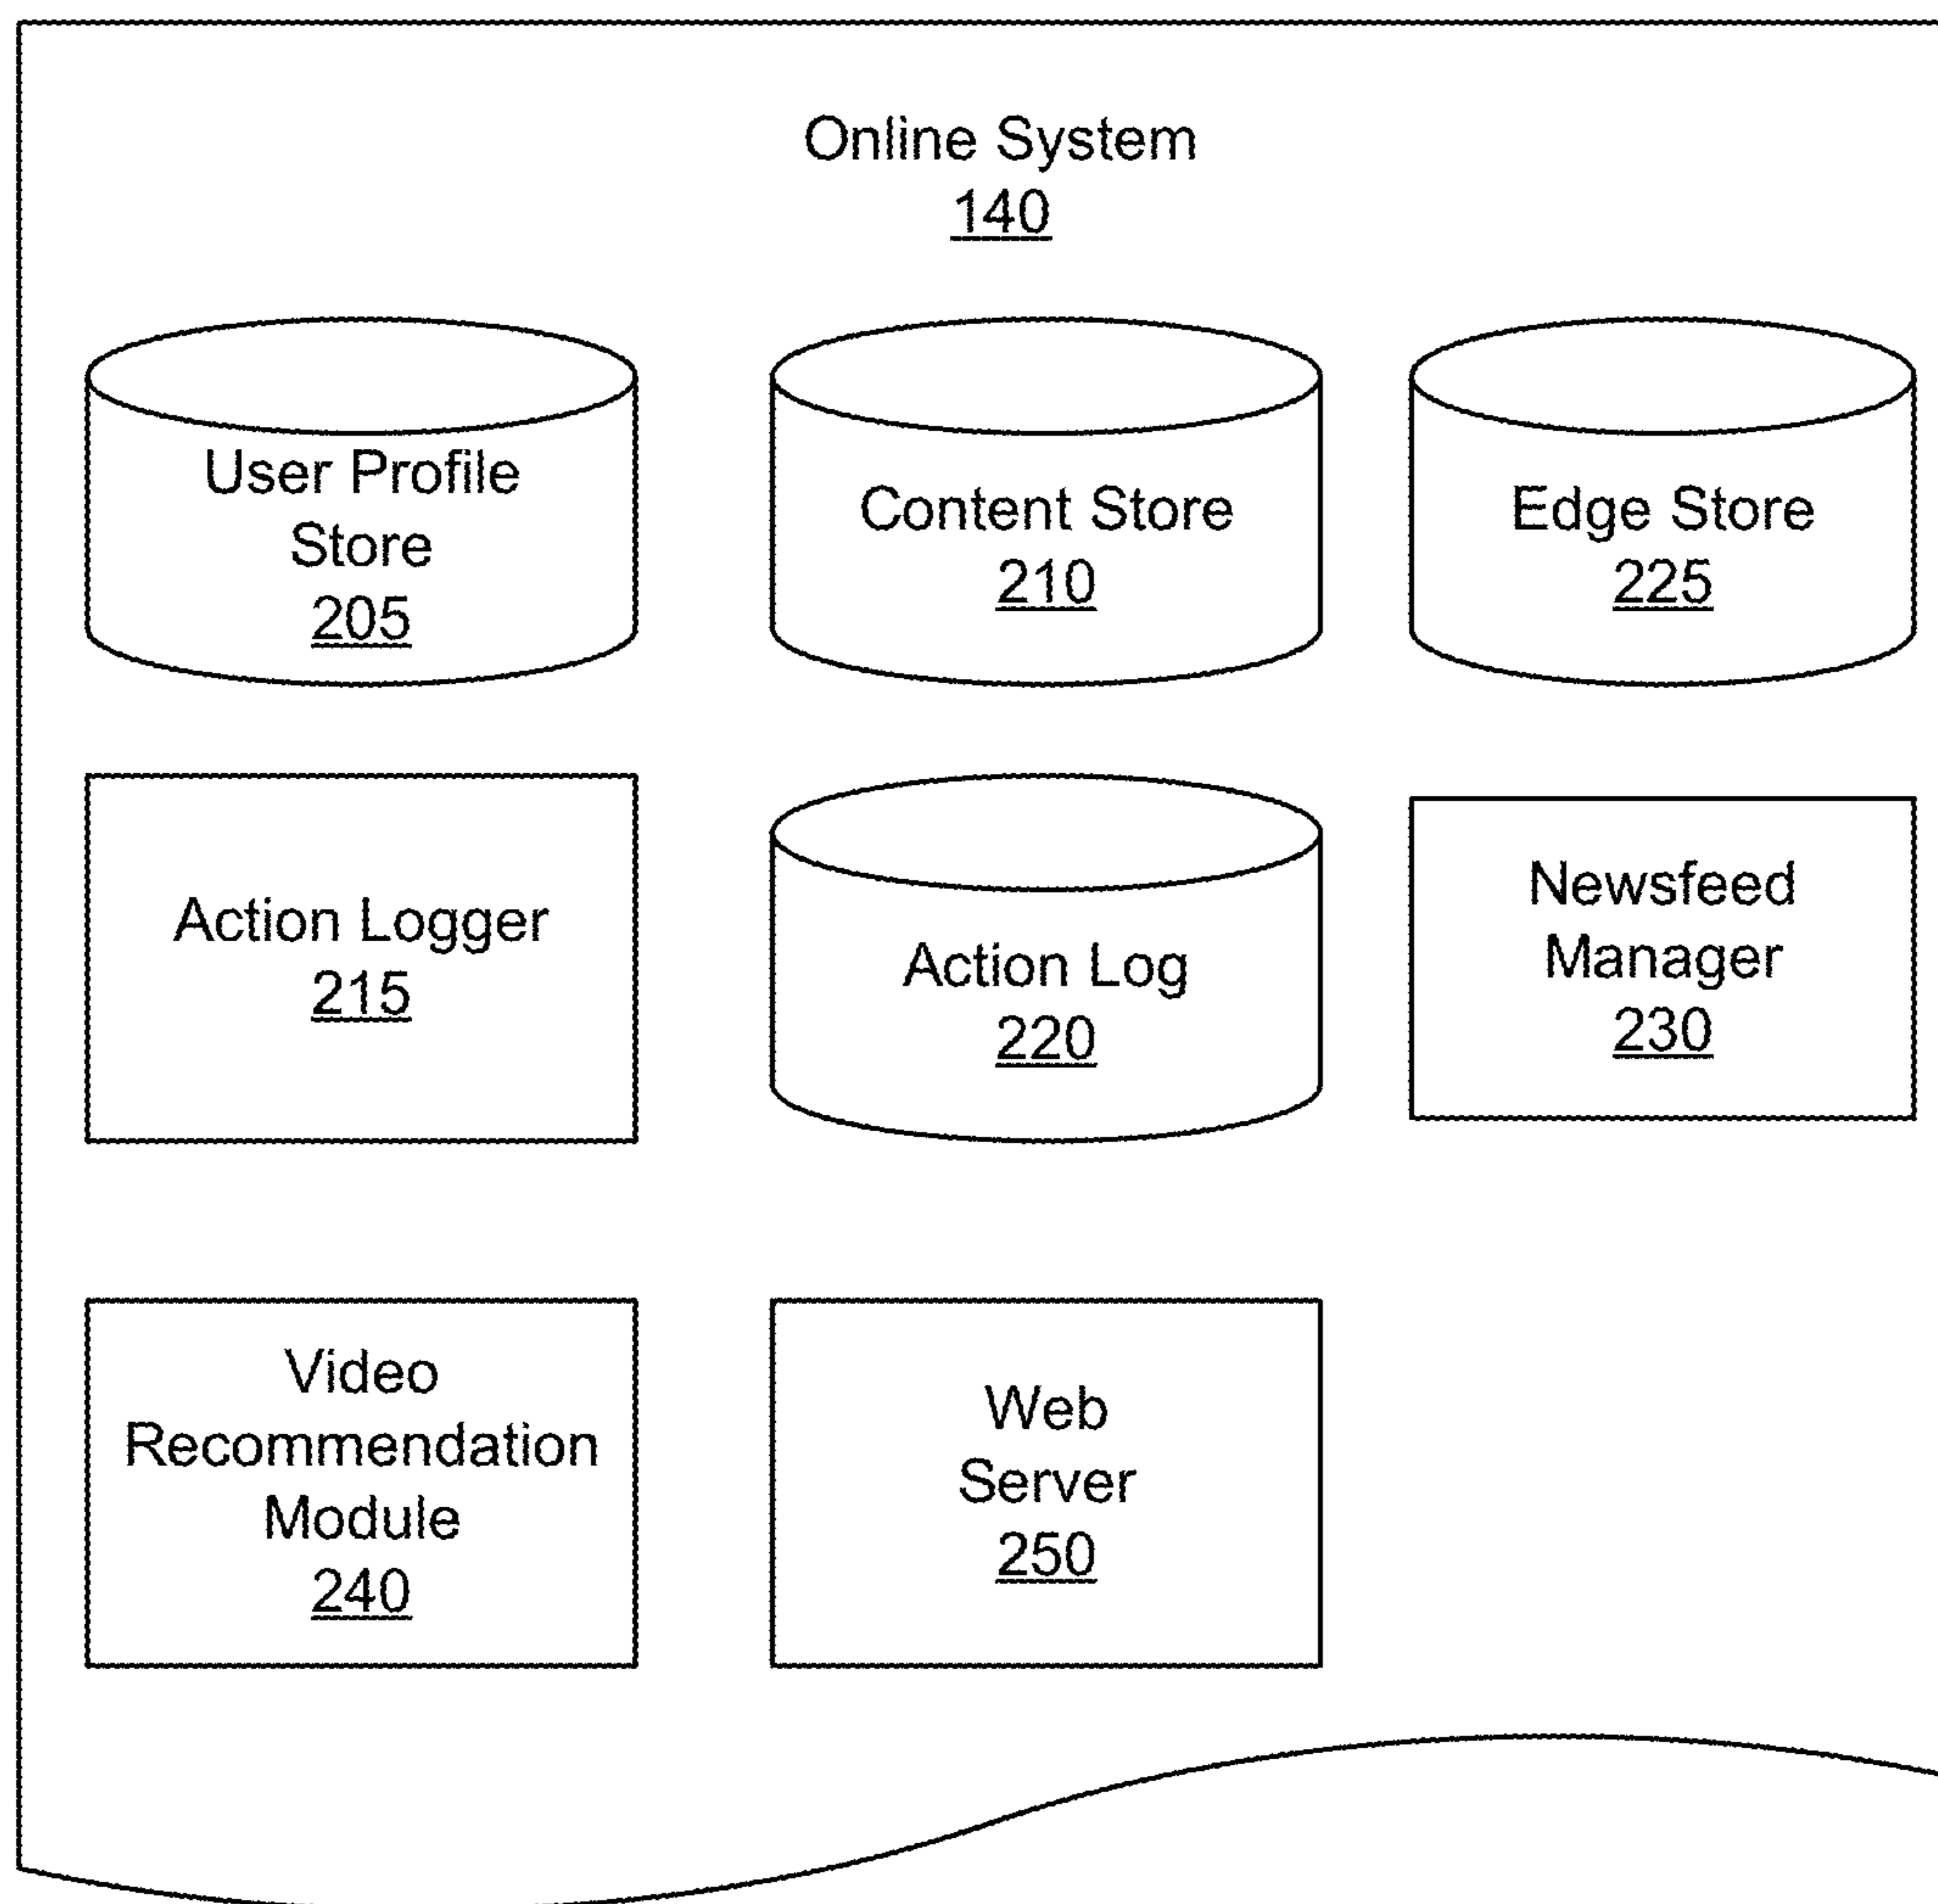 Online System
140
User Profile
Store
205
Content Store
210
Edge Store
225
Action Logger
215
Action Log
220
Newsfeed
Manager
230
Video
Recommendation
Module
240
Web
Server
250